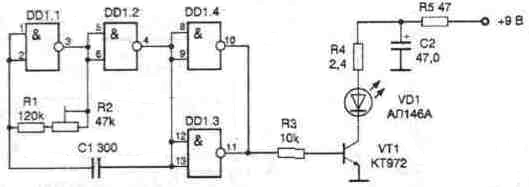 DD1.1 DD1.2 DD1.4 R5 47 +9 В
1 & 3 5 & 4 8 & 10
2 6 9
R4 2,4 C2 47,0
DD1.3
R1 120k R2 47k
VD1 АЛ146А
12 & 11
13
C1 300
R3 10k
VT1 КТ972